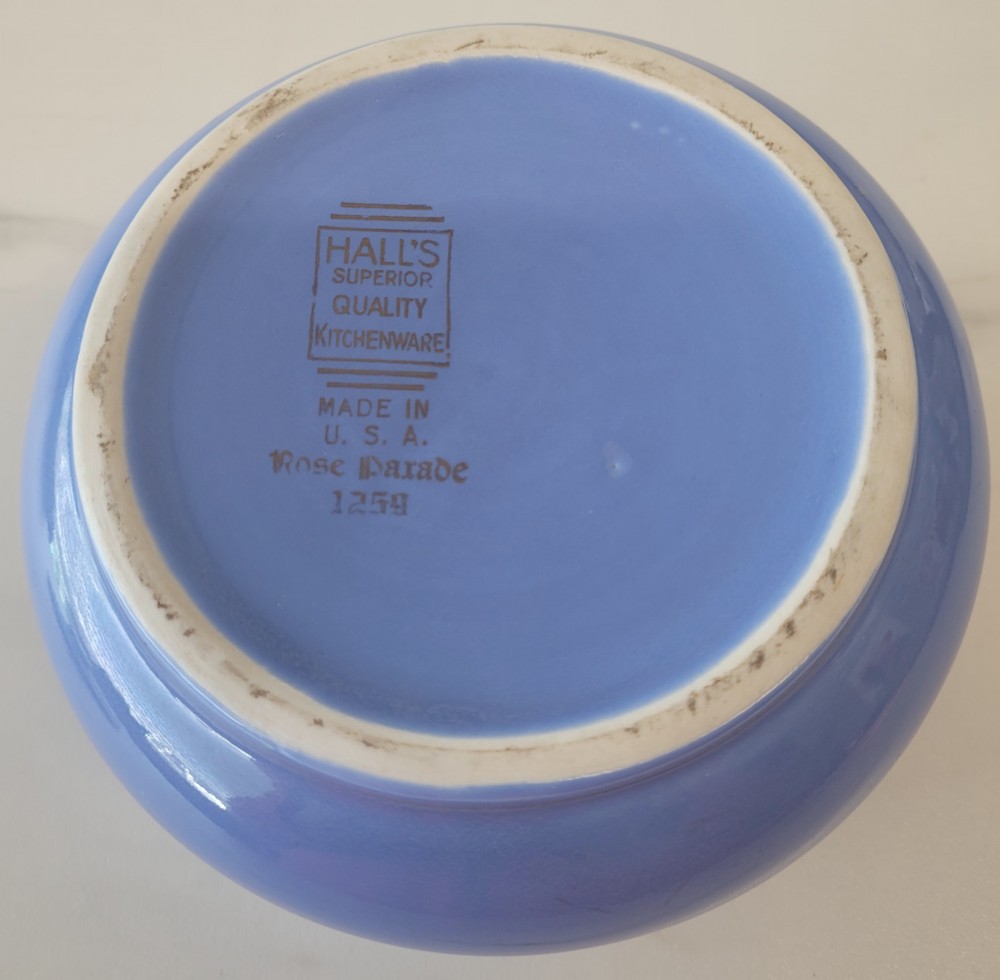 HALL'S
SUPERIOR
QUALITY
KITCHENWARE
MADE IN
U. S. A.
Rose Parade
1259